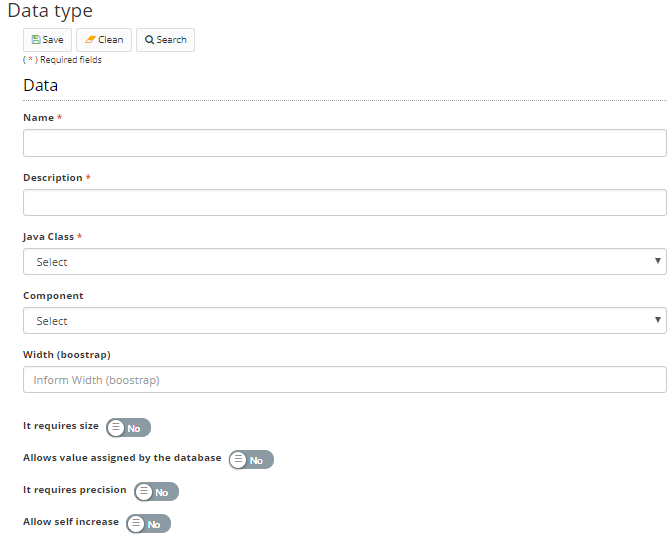 Data type
Save Clean Search
( * ) Required fields
Data
Name *
Description *
Java Class *
Select
Component
Select
Width (boostrap)
Inform Width (boostrap)
It requires size No
Allows value assigned by the database No
It requires precision No
Allow self increase No